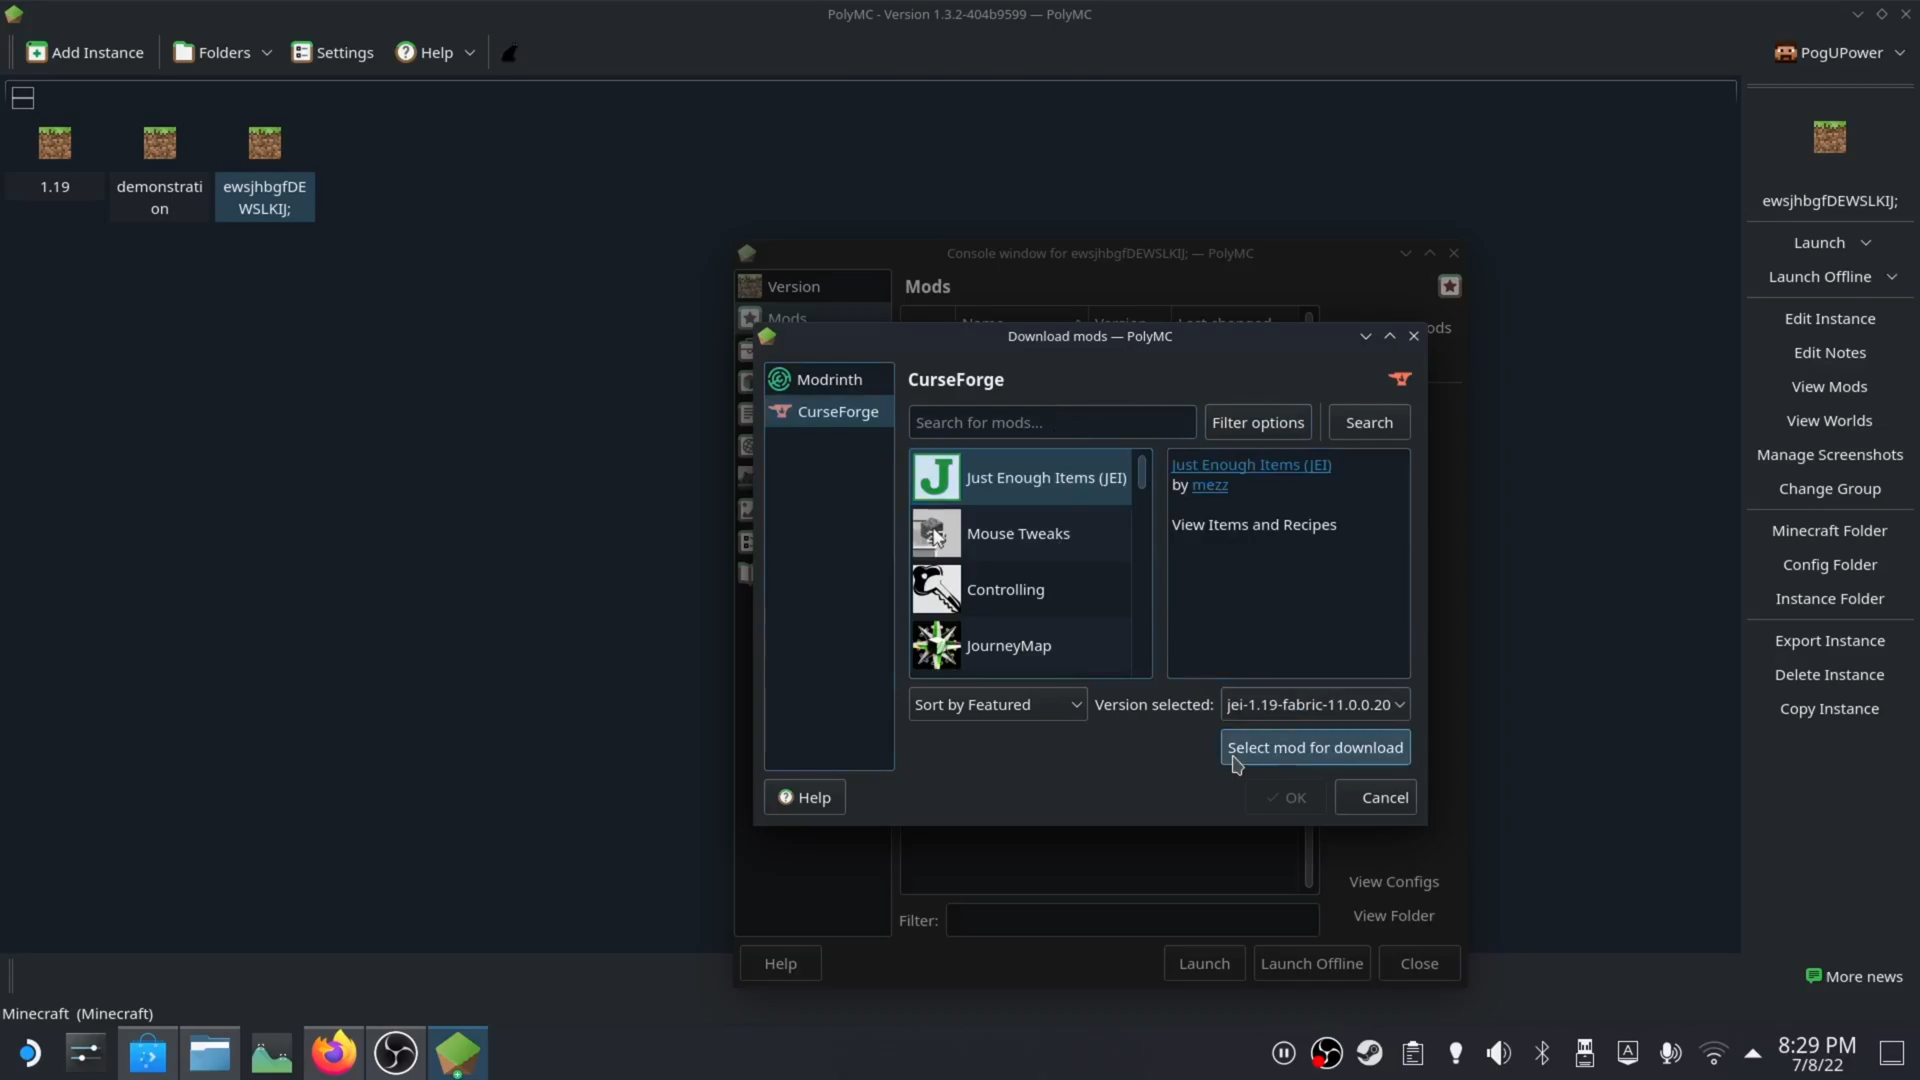 PolyMC - Version 1.3.2-404b9599 — PolyMC
Add Instance
Folders
Settings
Help
PogUPower
1.19
demonstrati
on
ewsjhbgfDE
WSLKIJ;
ewsjhbgfDEWSLKIJ;
Launch
Launch Offline
Edit Instance
Edit Notes
View Mods
View Worlds
Manage Screenshots
Change Group
Minecraft Folder
Config Folder
Instance Folder
Export Instance
Delete Instance
Copy Instance
Console window for ewsjhbgfDEWSLKIJ; — PolyMC
Version
Mods
Mods
Name
Version
Last changed
ods
Download mods — PolyMC
Modrinth
CurseForge
CurseForge
Search for mods...
Filter options
Search
J
Just Enough Items (JEI)
Mouse Tweaks
Controlling
JourneyMap
Just Enough Items (JEI)
by mezz
View Items and Recipes
Sort by Featured
Version selected:
jei-1.19-fabric-11.0.0.20
Select mod for download
Help
OK
Cancel
View Configs
View Folder
Filter:
Help
Launch
Launch Offline
Close
More news
Minecraft (Minecraft)
A
8:29 PM
7/8/22